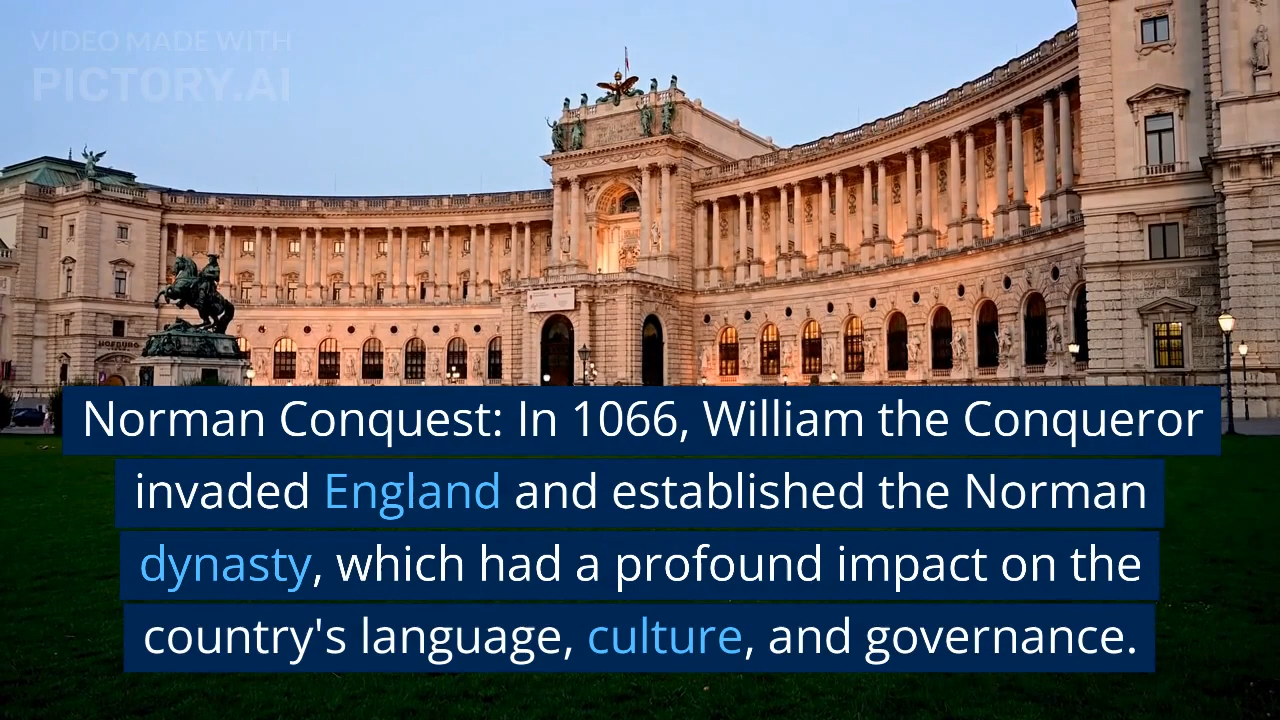 VIDEO MADE WITH
PICTORY.AI
HOFBURG
Norman Conquest: In 1066, William the Conqueror
invaded England and established the Norman
dynasty, which had a profound impact on the
country's language, culture, and governance.